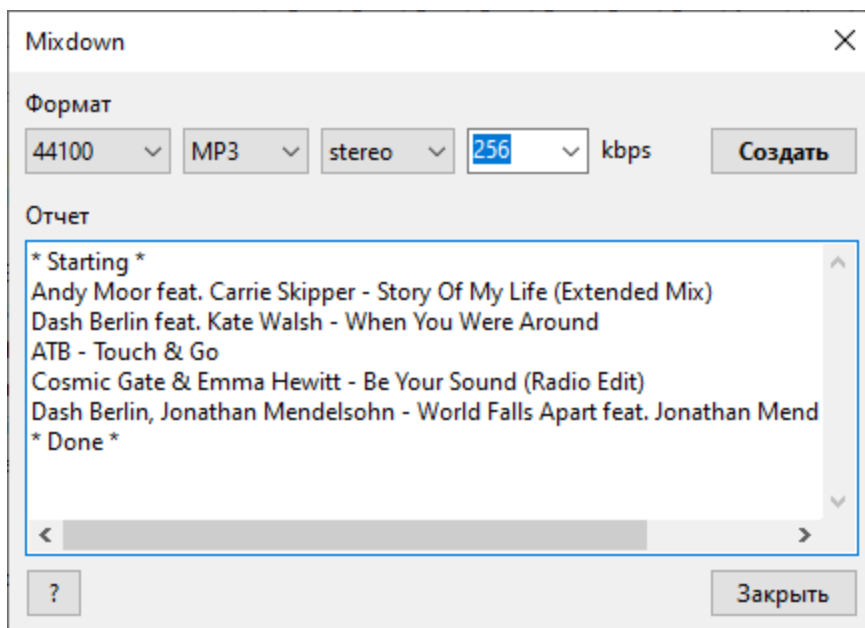 Mixdown
Формат
44100 MP3 stereo 256 kbps Создать
Отчет
* Starting *
Andy Moor feat. Carrie Skipper - Story Of My Life (Extended Mix)
Dash Berlin feat. Kate Walsh - When You Were Around
ATB - Touch & Go
Cosmic Gate & Emma Hewitt - Be Your Sound (Radio Edit)
Dash Berlin, Jonathan Mendelsohn - World Falls Apart feat. Jonathan Mend
* Done *
? Закрыть